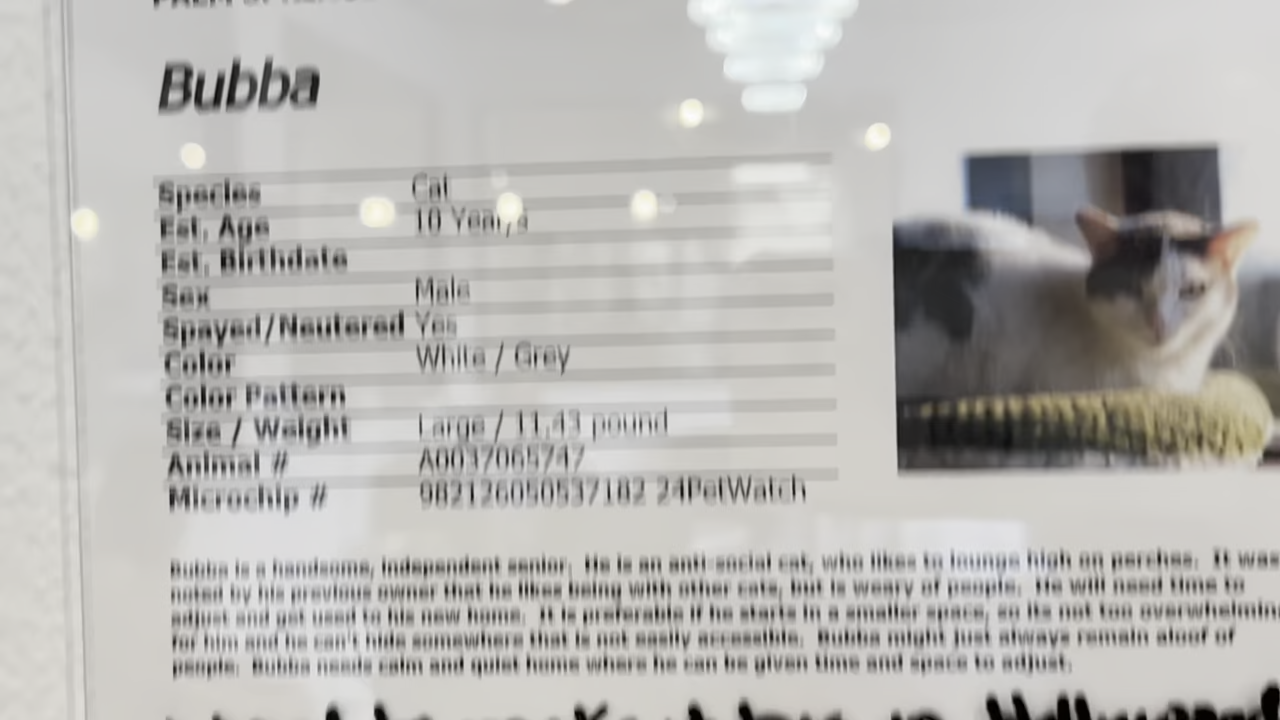 Bubba
Species Cat
Est. Age 10 Year/s
Est. Birthdate
Sex Male
Spayed/Neutered Yes
Color White / Grey
Color Pattern
Size / Weight Large / 11.43 pound
Animal # A0037065747
Microchip # 982126050537182 24PetWatch
Bubba is a handsome, independent senior. He is an anti-social cat, who likes to lounge high on perches. It was
noted by his previous owner that he likes being with other cats, but is weary of people. He will need time to
adjust and get used to his new home. It is preferable if he starts in a smaller space, so its not too overwhelming
for him and he can't hide somewhere that is not easily accessible. Bubba might just always remain aloof of
people. Bubba needs calm and quiet home where he can be given time and space to adjust.